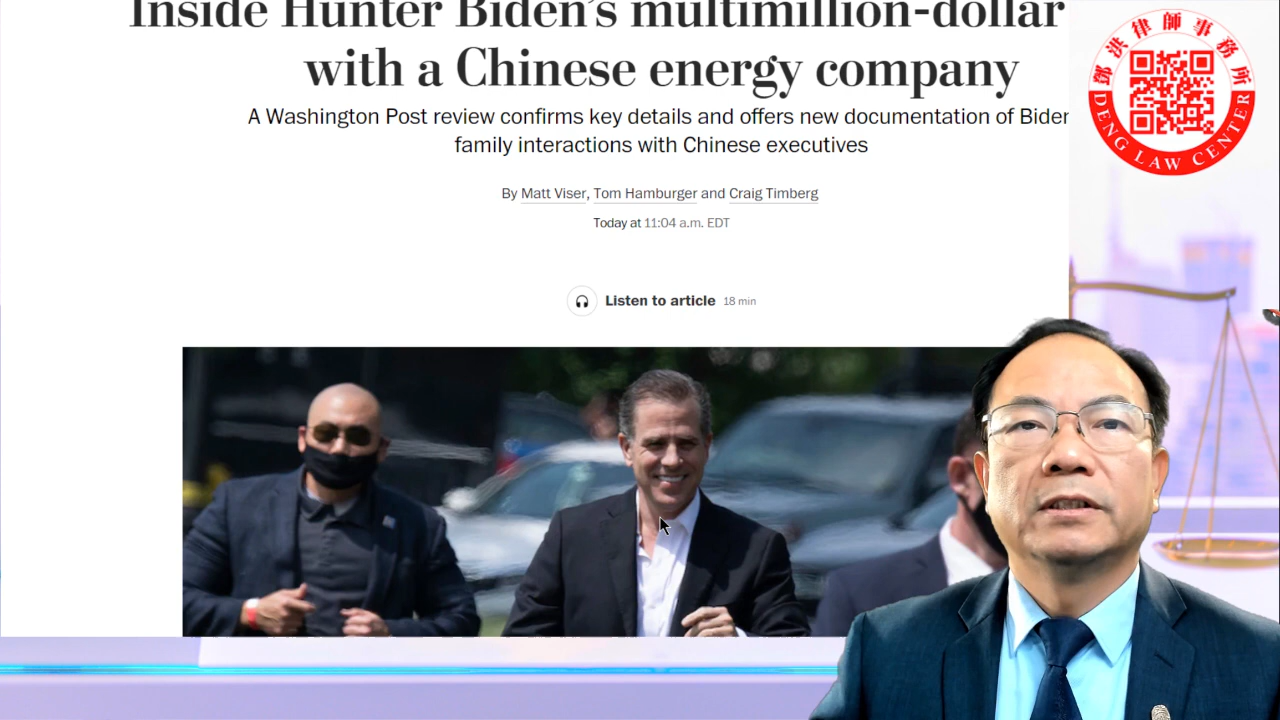 Inside Hunter Biden's multimillion-dollar
with a Chinese energy company
A Washington Post review confirms key details and offers new documentation of Biden
family interactions with Chinese executives
By Matt Viser, Tom Hamburger and Craig Timberg
Today at 11:04 a.m. EDT
Listen to article 18 min
鄧洪律師事務所
DENG LAW CENTER